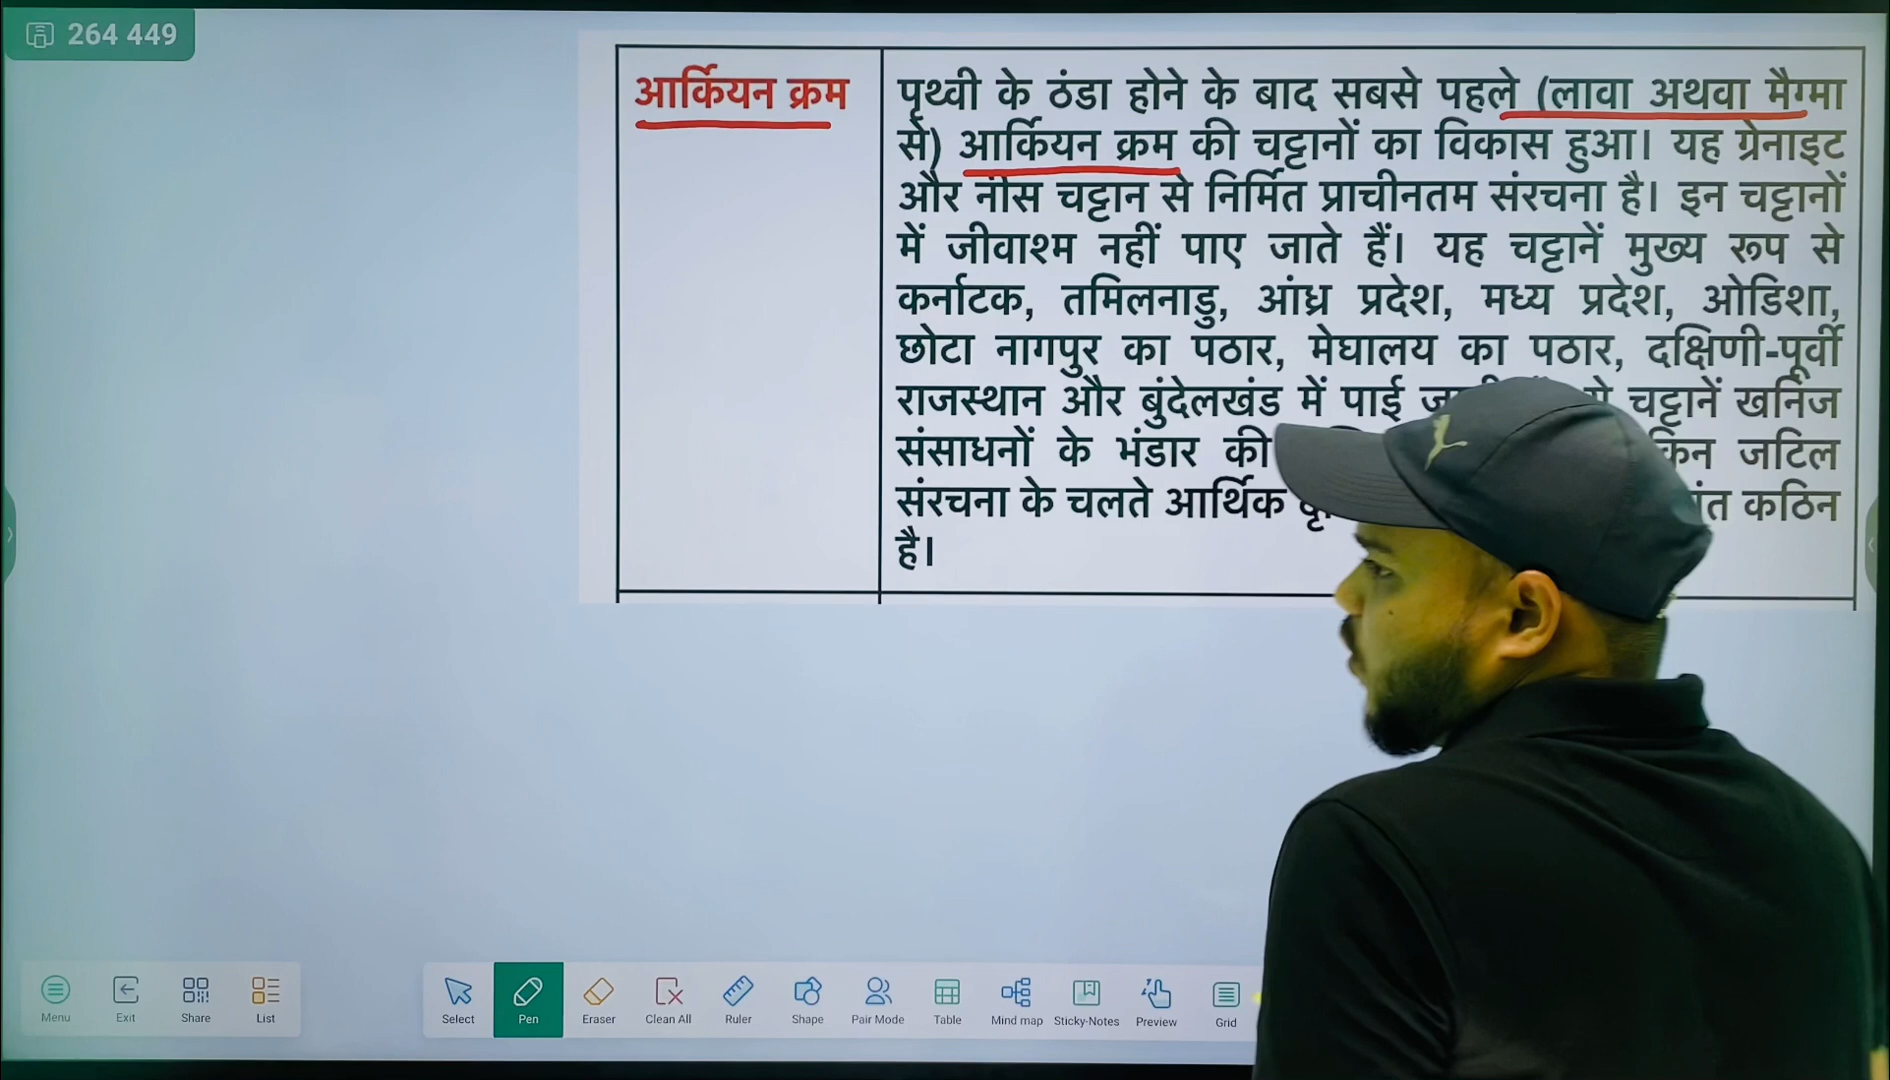 264 449
आर्कियन क्रम
पृथ्वी के ठंडा होने के बाद सबसे पहले (लावा अथवा मैग्मा
से) आर्कियन क्रम की चट्टानों का विकास हुआ। यह ग्रेनाइट
और नीस चट्टान से निर्मित प्राचीनतम संरचना है। इन चट्टानों
में जीवाश्म नहीं पाए जाते हैं। यह चट्टानें मुख्य रूप से
कर्नाटक, तमिलनाडु, आंध्र प्रदेश, मध्य प्रदेश, ओडिशा,
छोटा नागपुर का पठार, मेघालय का पठार, दक्षिणी-पूर्वी
राजस्थान और बुंदेलखंड में पाई चट्टानें खनिज
संसाधनों के भंडार की जटिल
संरचना के चलते आर्थिक कठिन
है।
Menu Exit Share List Select Pen Eraser Clean All Ruler Shape Pair Mode Table Mind map Sticky-Notes Preview Grid